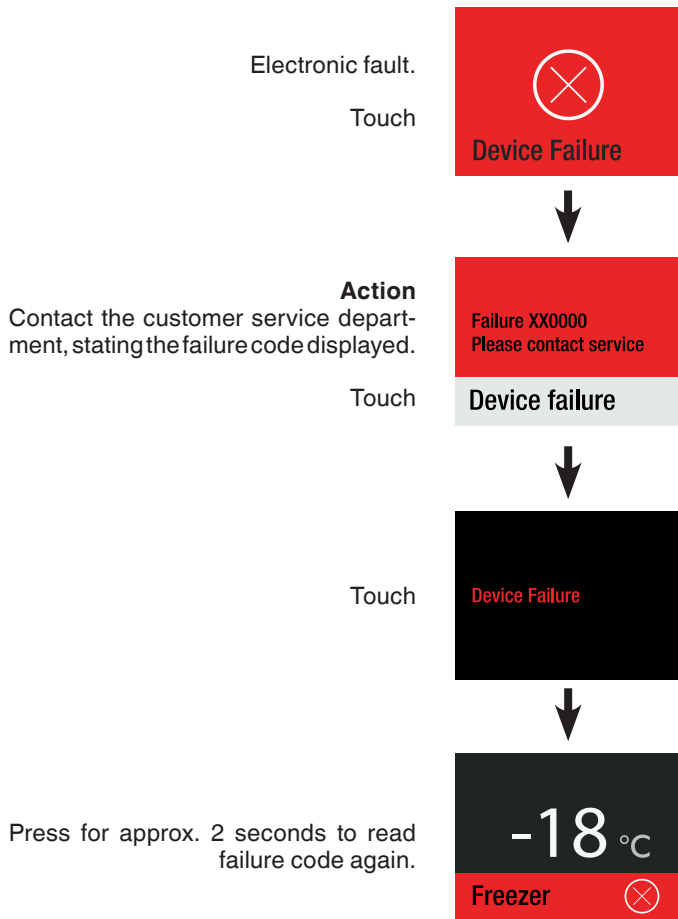 Electronic fault.
Touch
Device Failure
Action
Contact the customer service depart-
ment, stating the failure code displayed.
Touch
Failure XX0000
Please contact service
Device failure
Touch
Device Failure
Press for approx. 2 seconds to read
failure code again.
-18 °C
Freezer